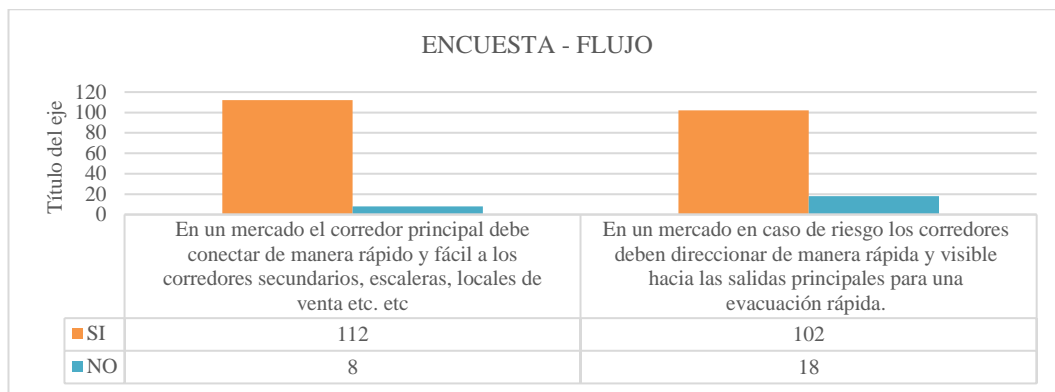 ENCUESTA - FLUJO
Título del eje
120
100
80
60
40
20
0
En un mercado el corredor principal debe
conectar de manera rápido y fácil a los
corredores secundarios, escaleras, locales de
venta etc. etc
En un mercado en caso de riesgo los corredores
deben direccionar de manera rápida y visible
hacia las salidas principales para una
evacuación rápida.
SI 112 102
NO 8 18